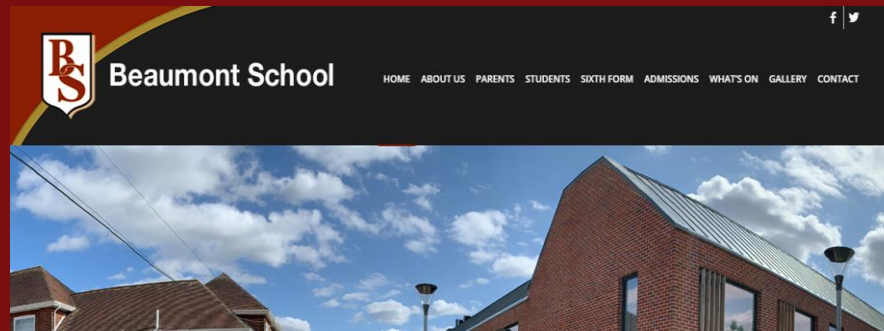 BS
Beaumont School
HOME ABOUT US PARENTS STUDENTS SIXTH FORM ADMISSIONS WHAT'S ON GALLERY CONTACT